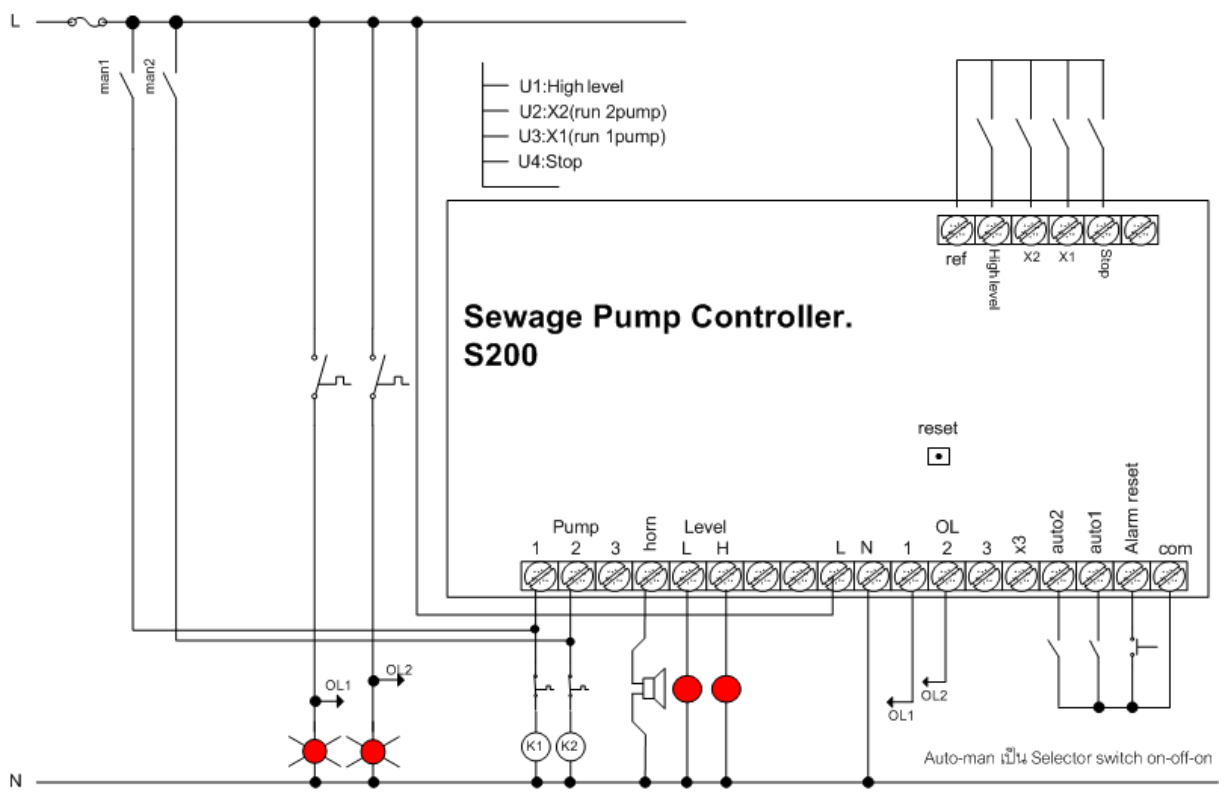 L
man1
man2
U1:High level
U2:X2(run 2pump)
U3:X1(run 1pump)
U4:Stop
ref
High level
X2
X1
Stop
Sewage Pump Controller.
S200
reset
Pump
horn
Level
OL
x3
auto2
auto1
Alarm reset
com
1 2 3 L H L N 1 2 3
OL1
OL2
OL1
OL2
K1
K2
Auto-man เป็น Selector switch on-off-on
N